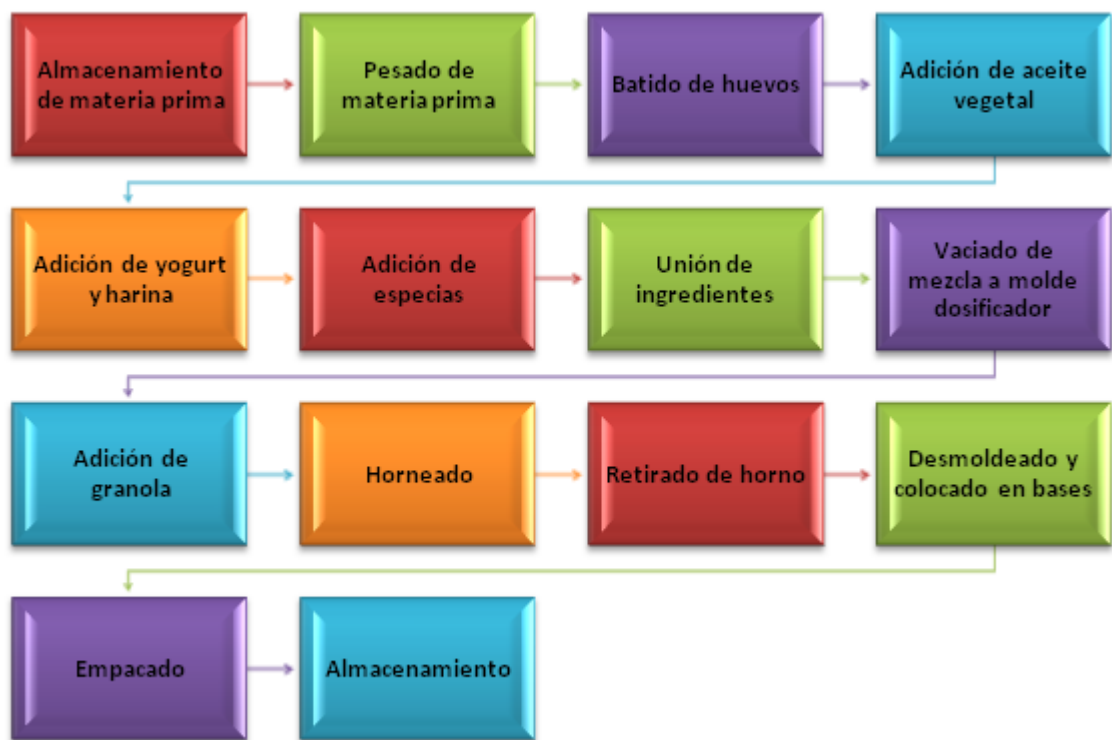 Almacenamiento
de materia prima
Pesado de
materia prima
Batido de huevos
Adición de aceite
vegetal
Adición de yogurt
y harina
Adición de
especias
Unión de
ingredientes
Vaciado de
mezcla a molde
dosificador
Adición de
granola
Horneado
Retirado de horno
Desmoldeado y
colocado en bases
Empacado
Almacenamiento